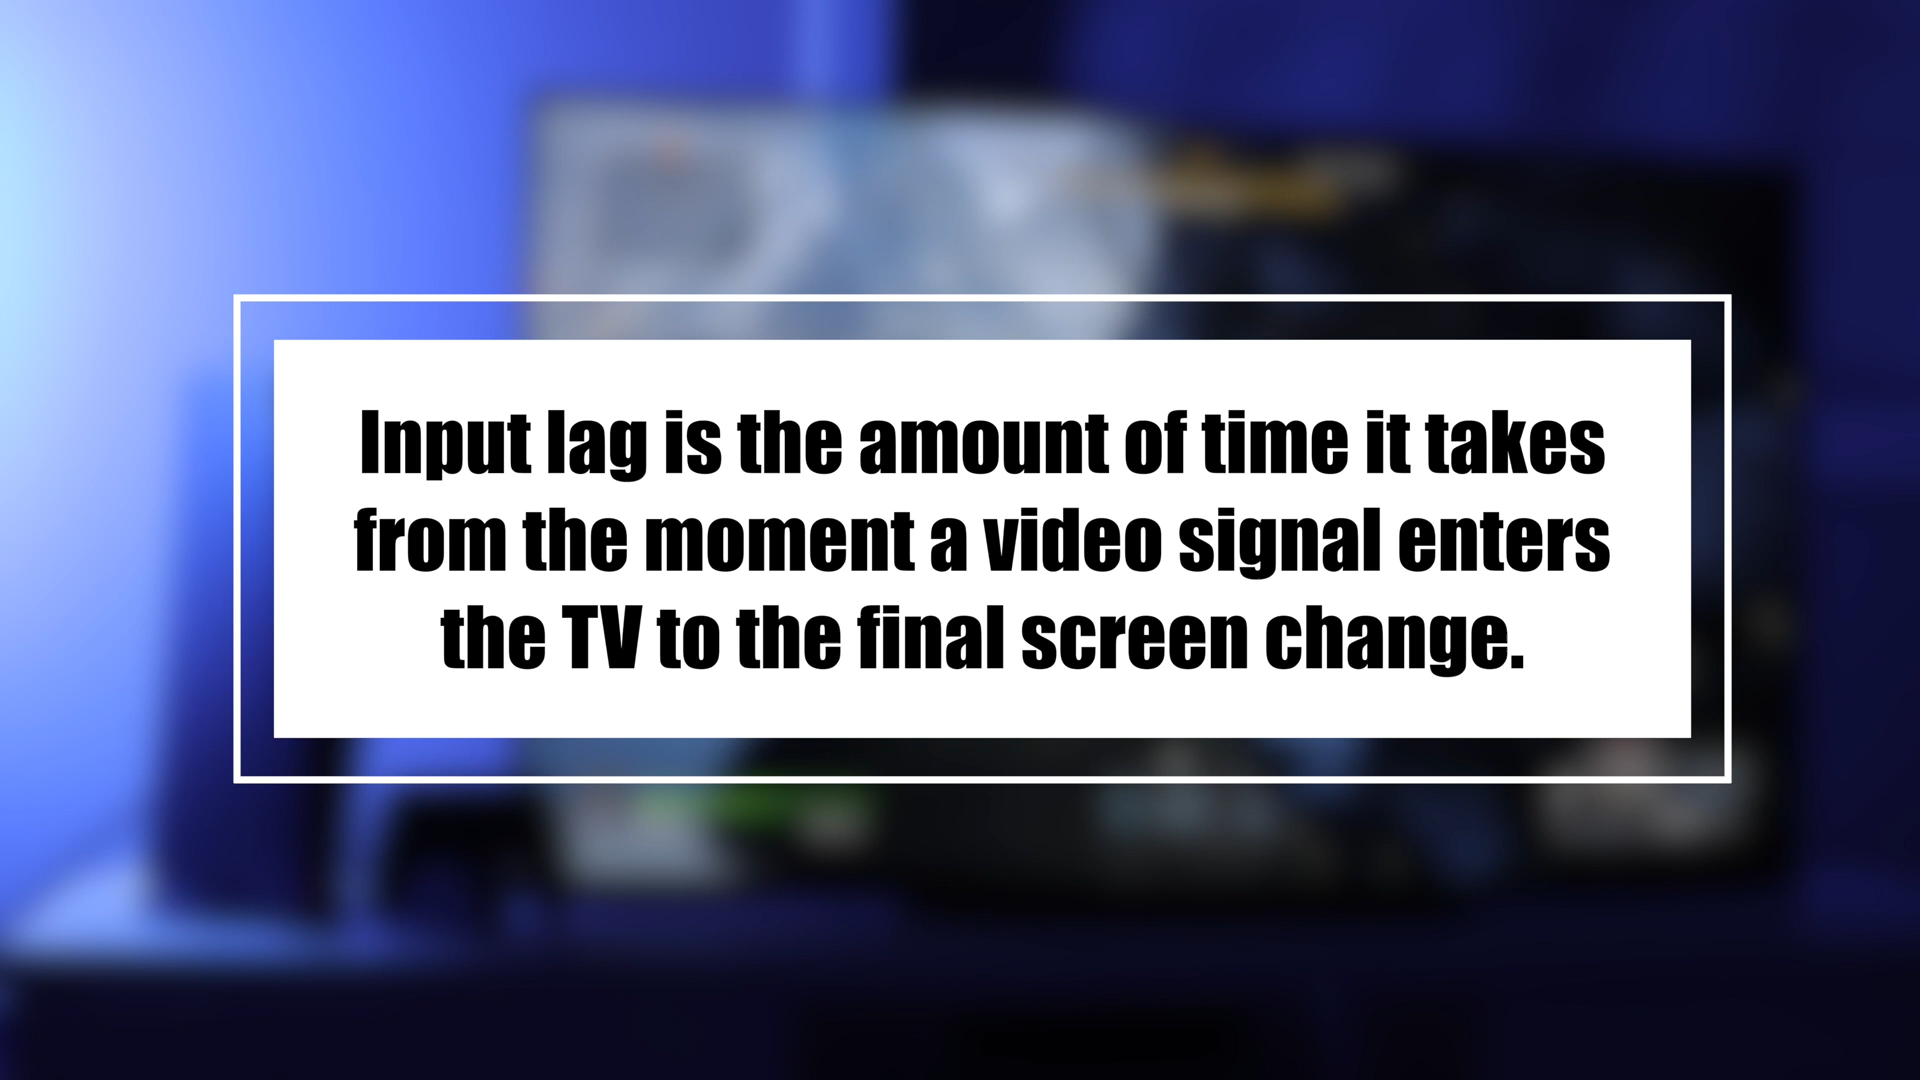 Input lag is the amount of time it takes
from the moment a video signal enters
the TV to the final screen change.